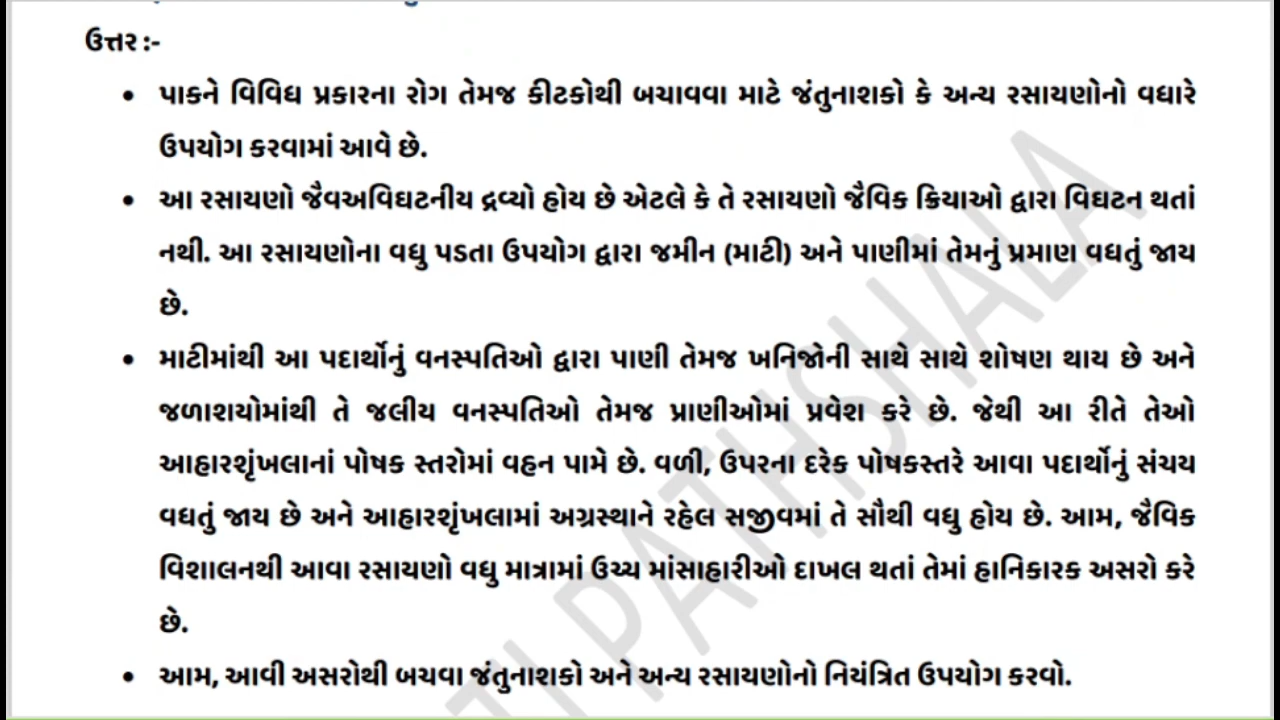 ઉત્તર :-
• પાકને વિવિધ પ્રકારના રોગ તેમજ કીટકોથી બચાવવા માટે જંતુનાશકો કે અન્ય રસાયણોનો વધારે
ઉપયોગ કરવામાં આવે છે.
• આ રસાયણો જૈવઅવિઘટનીય દ્રવ્યો હોય છે એટલે કે તે રસાયણો જૈવિક ક્રિયાઓ દ્વારા વિઘટન થતાં
નથી. આ રસાયણોના વધુ પડતા ઉપયોગ દ્વારા જમીન (માટી) અને પાણીમાં તેમનું પ્રમાણ વધતું જાય
છે.
• માટીમાંથી આ પદાર્થોનું વનસ્પતિઓ દ્વારા પાણી તેમજ ખનિજોની સાથે સાથે શોષણ થાય છે અને
જળાશયોમાંથી તે જલીય વનસ્પતિઓ તેમજ પ્રાણીઓમાં પ્રવેશ કરે છે. જેથી આ રીતે તેઓ
આહારશૃંખલાનાં પોષક સ્તરોમાં વહન પામે છે. વળી, ઉપરના દરેક પોષકસ્તરે આવા પદાર્થોનું સંચય
વધતું જાય છે અને આહારશૃંખલામાં અગ્રસ્થાને રહેલ સજીવમાં તે સૌથી વધુ હોય છે. આમ, જૈવિક
વિશાલનથી આવા રસાયણો વધુ માત્રામાં ઉચ્ચ માંસાહારીઓ દાખલ થતાં તેમાં હાનિકારક અસરો કરે
છે.
• આમ, આવી અસરોથી બચવા જંતુનાશકો અને અન્ય રસાયણોનો નિયંત્રિત ઉપયોગ કરવો.
PATHSHALA